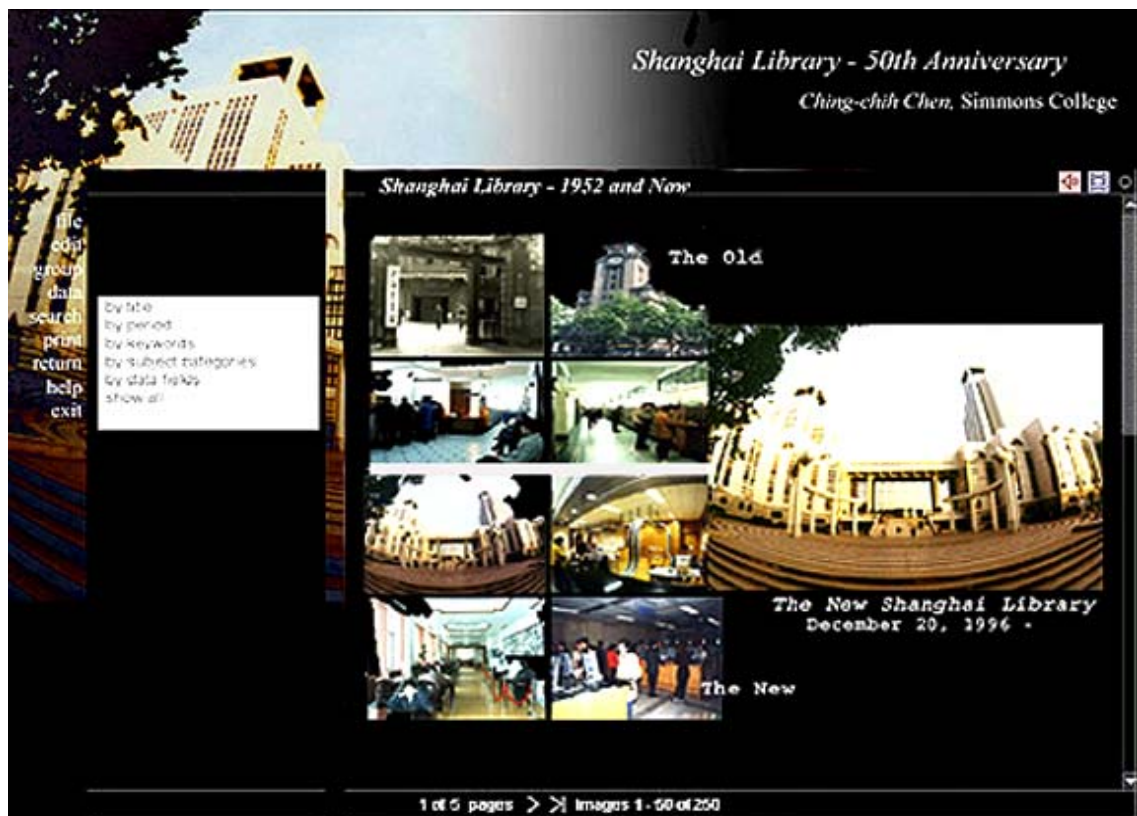 Shanghai Library - 50th Anniversary
Ching-chih Chen, Simmons College
Shanghai Library - 1952 and Now
file
edit
group
data
search
print
return
help
exit
by title
by period
by keywords
by subject categories
by data fields
show all
The Old
The New Shanghai Library
December 20, 1996 -
The New
1 of 5 pages
Images 1 - 50 of 250